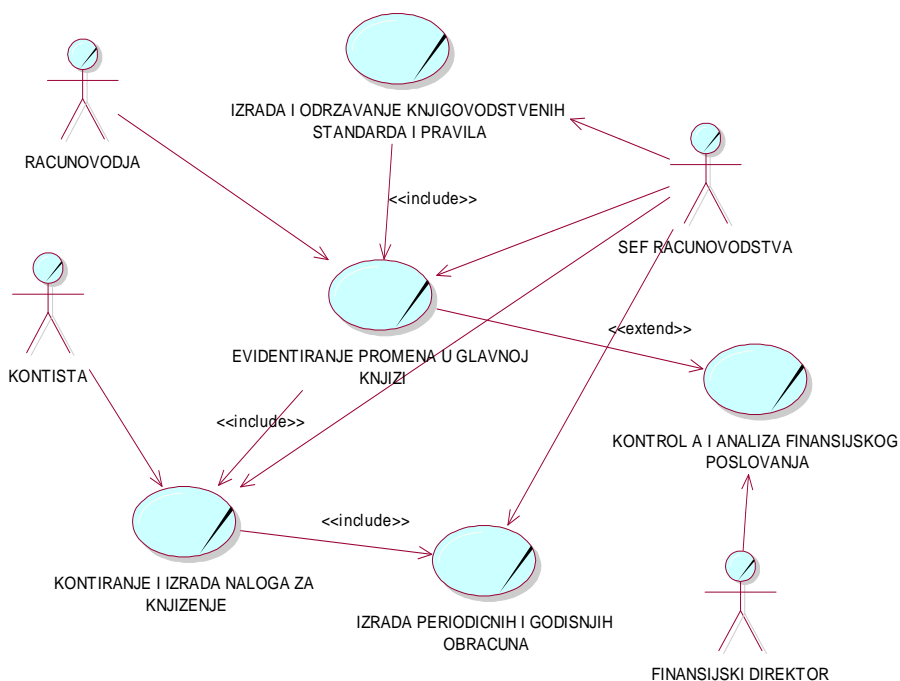 IZRADA I ODRZAVANJE KNJIGOVODSTVENIH
STANDARDA I PRAVILA
RACUNOVODJA
<<include>>
SEF RACUNOVODSTVA
<<extend>>
EVIDENTIRANJE PROMENA U GLAVNOJ
KNJIZI
KONTISTA
<<include>>
KONTROL A I ANALIZA FINANSIJSKOG
POSLOVANJA
<<include>>
KONTIRANJE I IZRADA NALOGA ZA
KNJIZENJE
IZRADA PERIODICNIH I GODISNJIH
OBRACUNA
FINANSIJSKI DIREKTOR